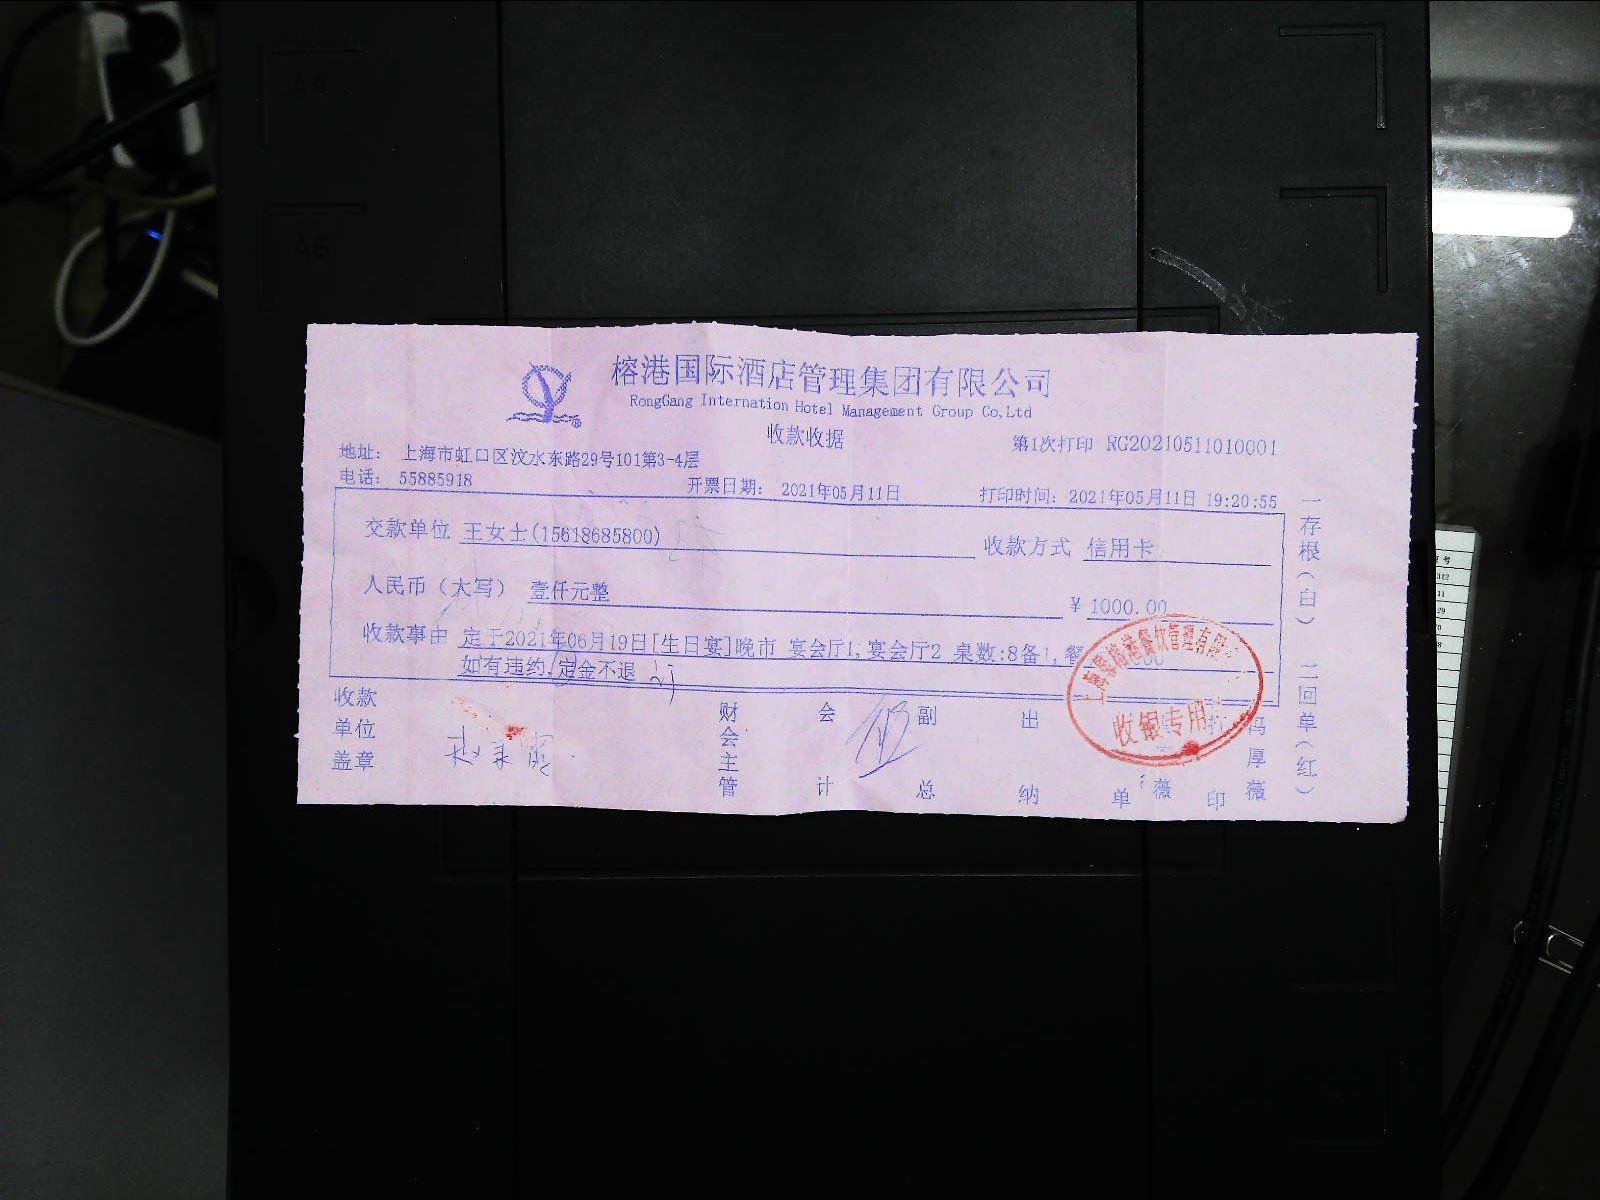 A4
A5
榕港国际酒店管理集团有限公司
RongGang Internation Hotel Management Group Co,Ltd
收款收据
第1次打印 RG20210511010001
地址: 上海市虹口区汶水东路29号101第3-4层
电话: 55885918
开票日期: 2021年05月11日
打印时间: 2021年05月11日 19:20:55
交款单位 王女士(15618685800)
收款方式 信用卡
人民币(大写) 壹仟元整
¥ 1000.00
收款事由 定于2021年06月19日[生日宴]晚市 宴会厅1,宴会厅2 桌数:8备1,餐
如有违约,定金不退
收款单位盖章
财会主管
会计
副总
出纳
单
薇
打印
冯厚薇
收银专用
一存根(白) 二回单(红)